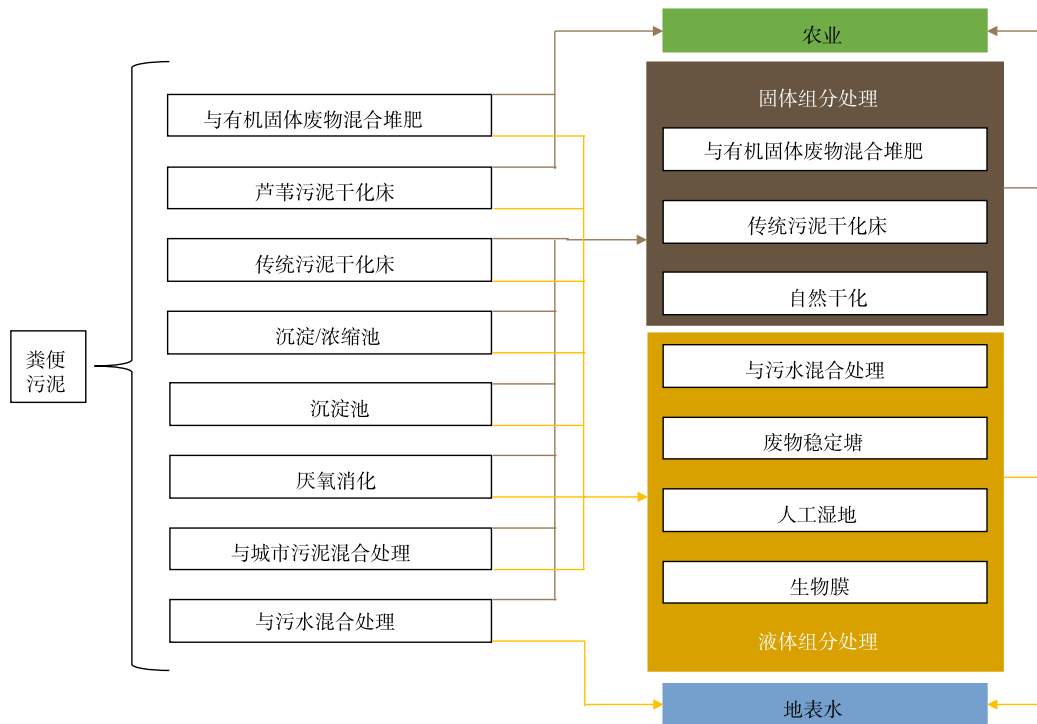 粪便
污泥
与有机固体废物混合堆肥
芦苇污泥干化床
传统污泥干化床
沉淀/浓缩池
沉淀池
厌氧消化
与城市污泥混合处理
与污水混合处理
农业
固体组分处理
与有机固体废物混合堆肥
传统污泥干化床
自然干化
与污水混合处理
废物稳定塘
人工湿地
生物膜
液体组分处理
地表水